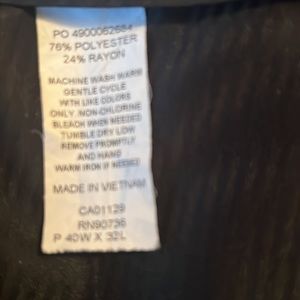 PO 4900062684
76% POLYESTER
24% RAYON
MACHINE WASH WARM
GENTLE CYCLE
WITH LIKE COLORS
ONLY NON-CHLORINE
BLEACH WHEN NEEDED
TUMBLE DRY LOW
REMOVE PROMPTLY
AND HAND
WARM IRON IF NEEDED
MADE IN VIETNAM
CA01129
RN90736
P 40W X 32L